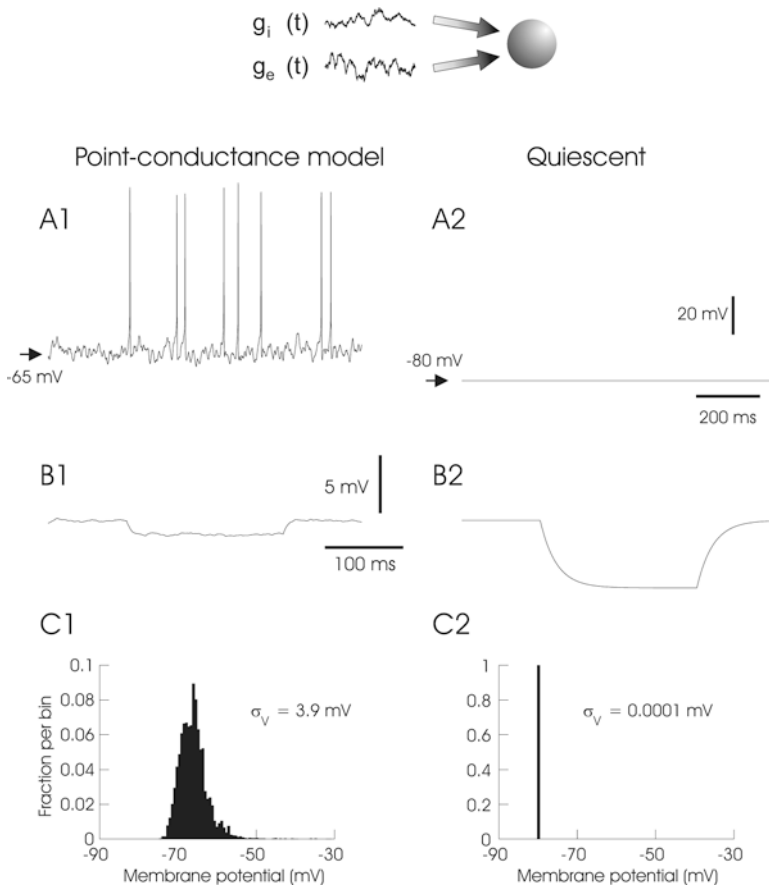 g_i (t)
g_e (t)
Point-conductance model
Quiescent
A1
A2
-65 mV
20 mV
-80 mV
200 ms
B1
B2
5 mV
100 ms
C1
C2
Fraction per bin
0.1
0.08
0.06
0.04
0.02
0
σ_V = 3.9 mV
-90 -70 -50 -30
Membrane potential (mV)
1
0.8
0.6
0.4
0.2
0
σ_V = 0.0001 mV
-90 -70 -50 -30
Membrane potential (mV)